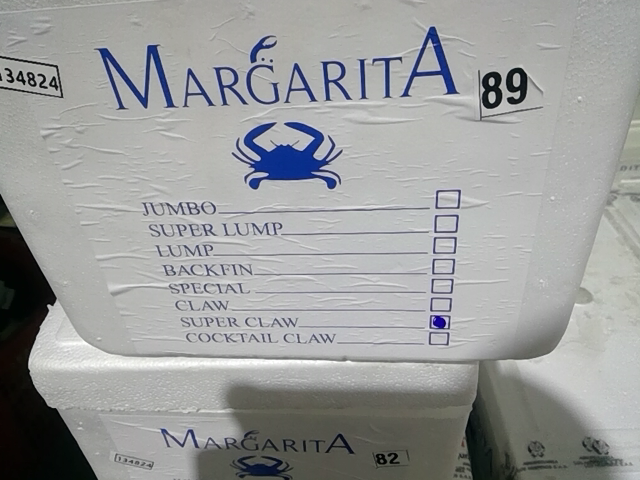 134824
MARGARITA
89
JUMBO
SUPER LUMP
LUMP
BACKFIN
SPECIAL
CLAW
SUPER CLAW
COCKTAIL CLAW
MARGARITA
134824
82